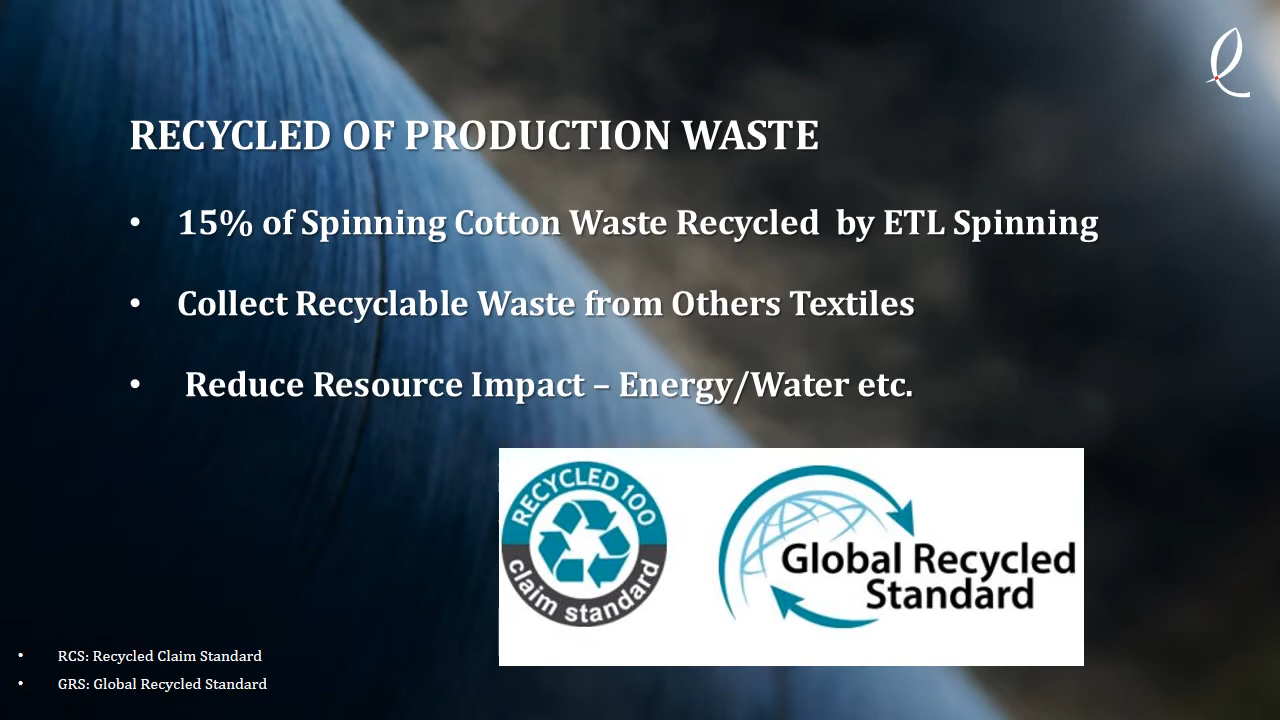 RECYCLED OF PRODUCTION WASTE
• 15% of Spinning Cotton Waste Recycled  by ETL Spinning
• Collect Recyclable Waste from Others Textiles
• Reduce Resource Impact – Energy/Water etc.
RECYCLED 100
claim standard
Global Recycled
Standard
• RCS: Recycled Claim Standard
• GRS: Global Recycled Standard